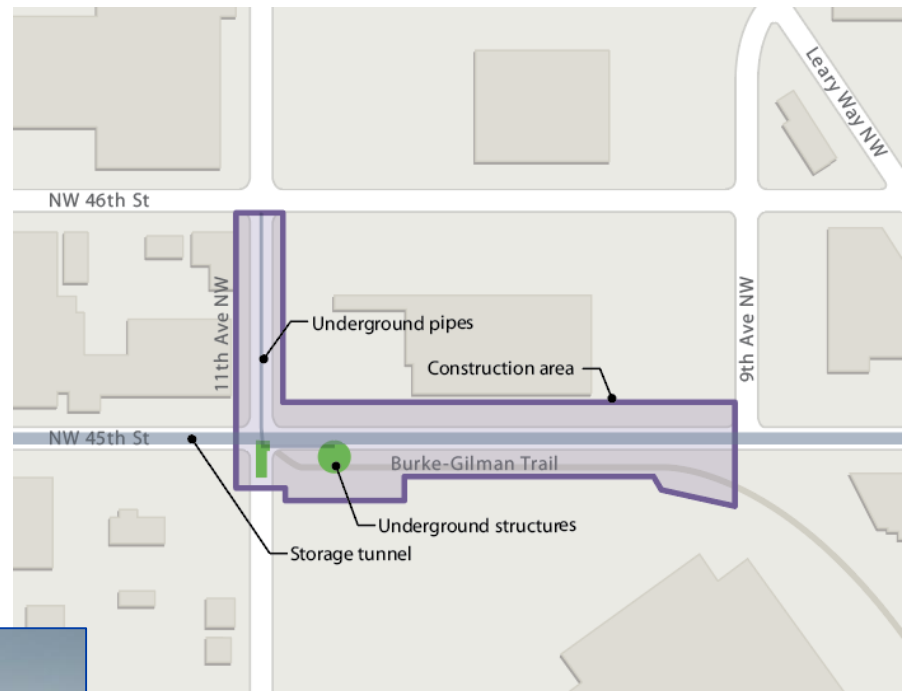 Leary Way NW
NW 46th St
11th Ave NW
Underground pipes
9th Ave NW
Construction area
NW 45th St
Burke-Gilman Trail
Underground structures
Storage tunnel